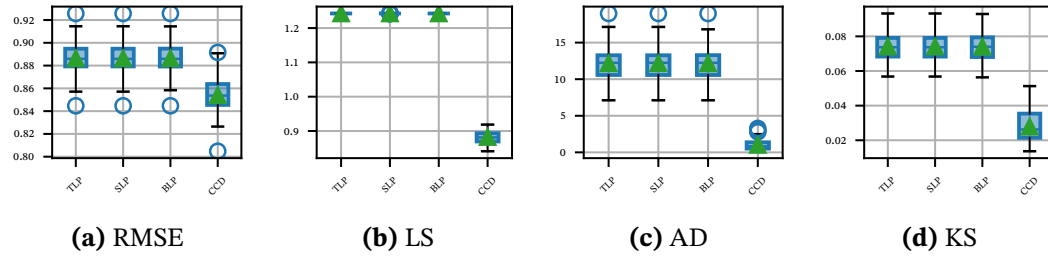 0.92
0.90
0.88
0.86
0.84
0.82
0.80
TLP
SLP
BLP
CCD
(a) RMSE
1.2
1.1
1.0
0.9
TLP
SLP
BLP
CCD
(b) LS
15
10
5
0
TLP
SLP
BLP
CCD
(c) AD
0.08
0.06
0.04
0.02
TLP
SLP
BLP
CCD
(d) KS